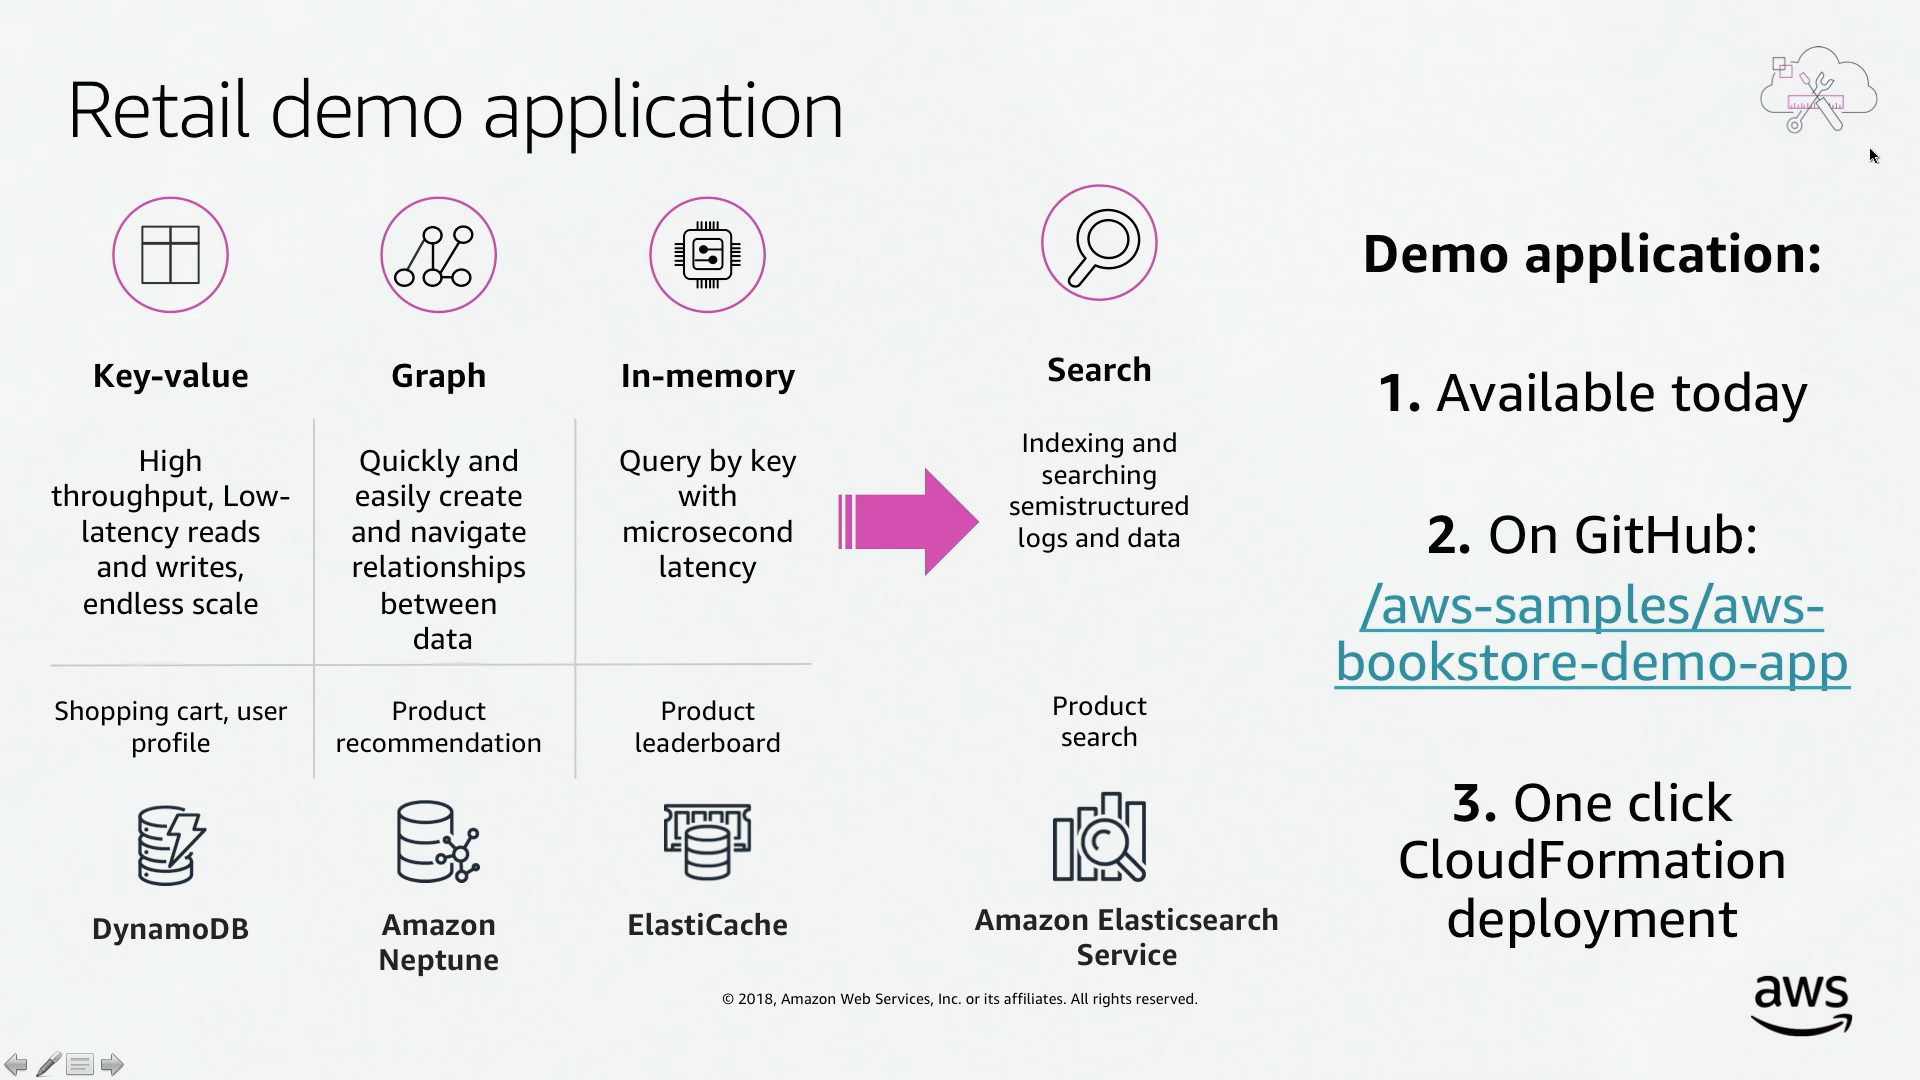 Retail demo application
Key-value
High
throughput, Low-
latency reads
and writes,
endless scale
Shopping cart, user
profile
DynamoDB
Graph
Quickly and
easily create
and navigate
relationships
between
data
Product
recommendation
Amazon
Neptune
In-memory
Query by key
with
microsecond
latency
Product
leaderboard
ElastiCache
Search
Indexing and
searching
semistructured
logs and data
Product
search
Amazon Elasticsearch
Service
Demo application:
1. Available today
2. On GitHub:
/aws-samples/aws-
bookstore-demo-app
3. One click
CloudFormation
deployment
© 2018, Amazon Web Services, Inc. or its affiliates. All rights reserved.
aws